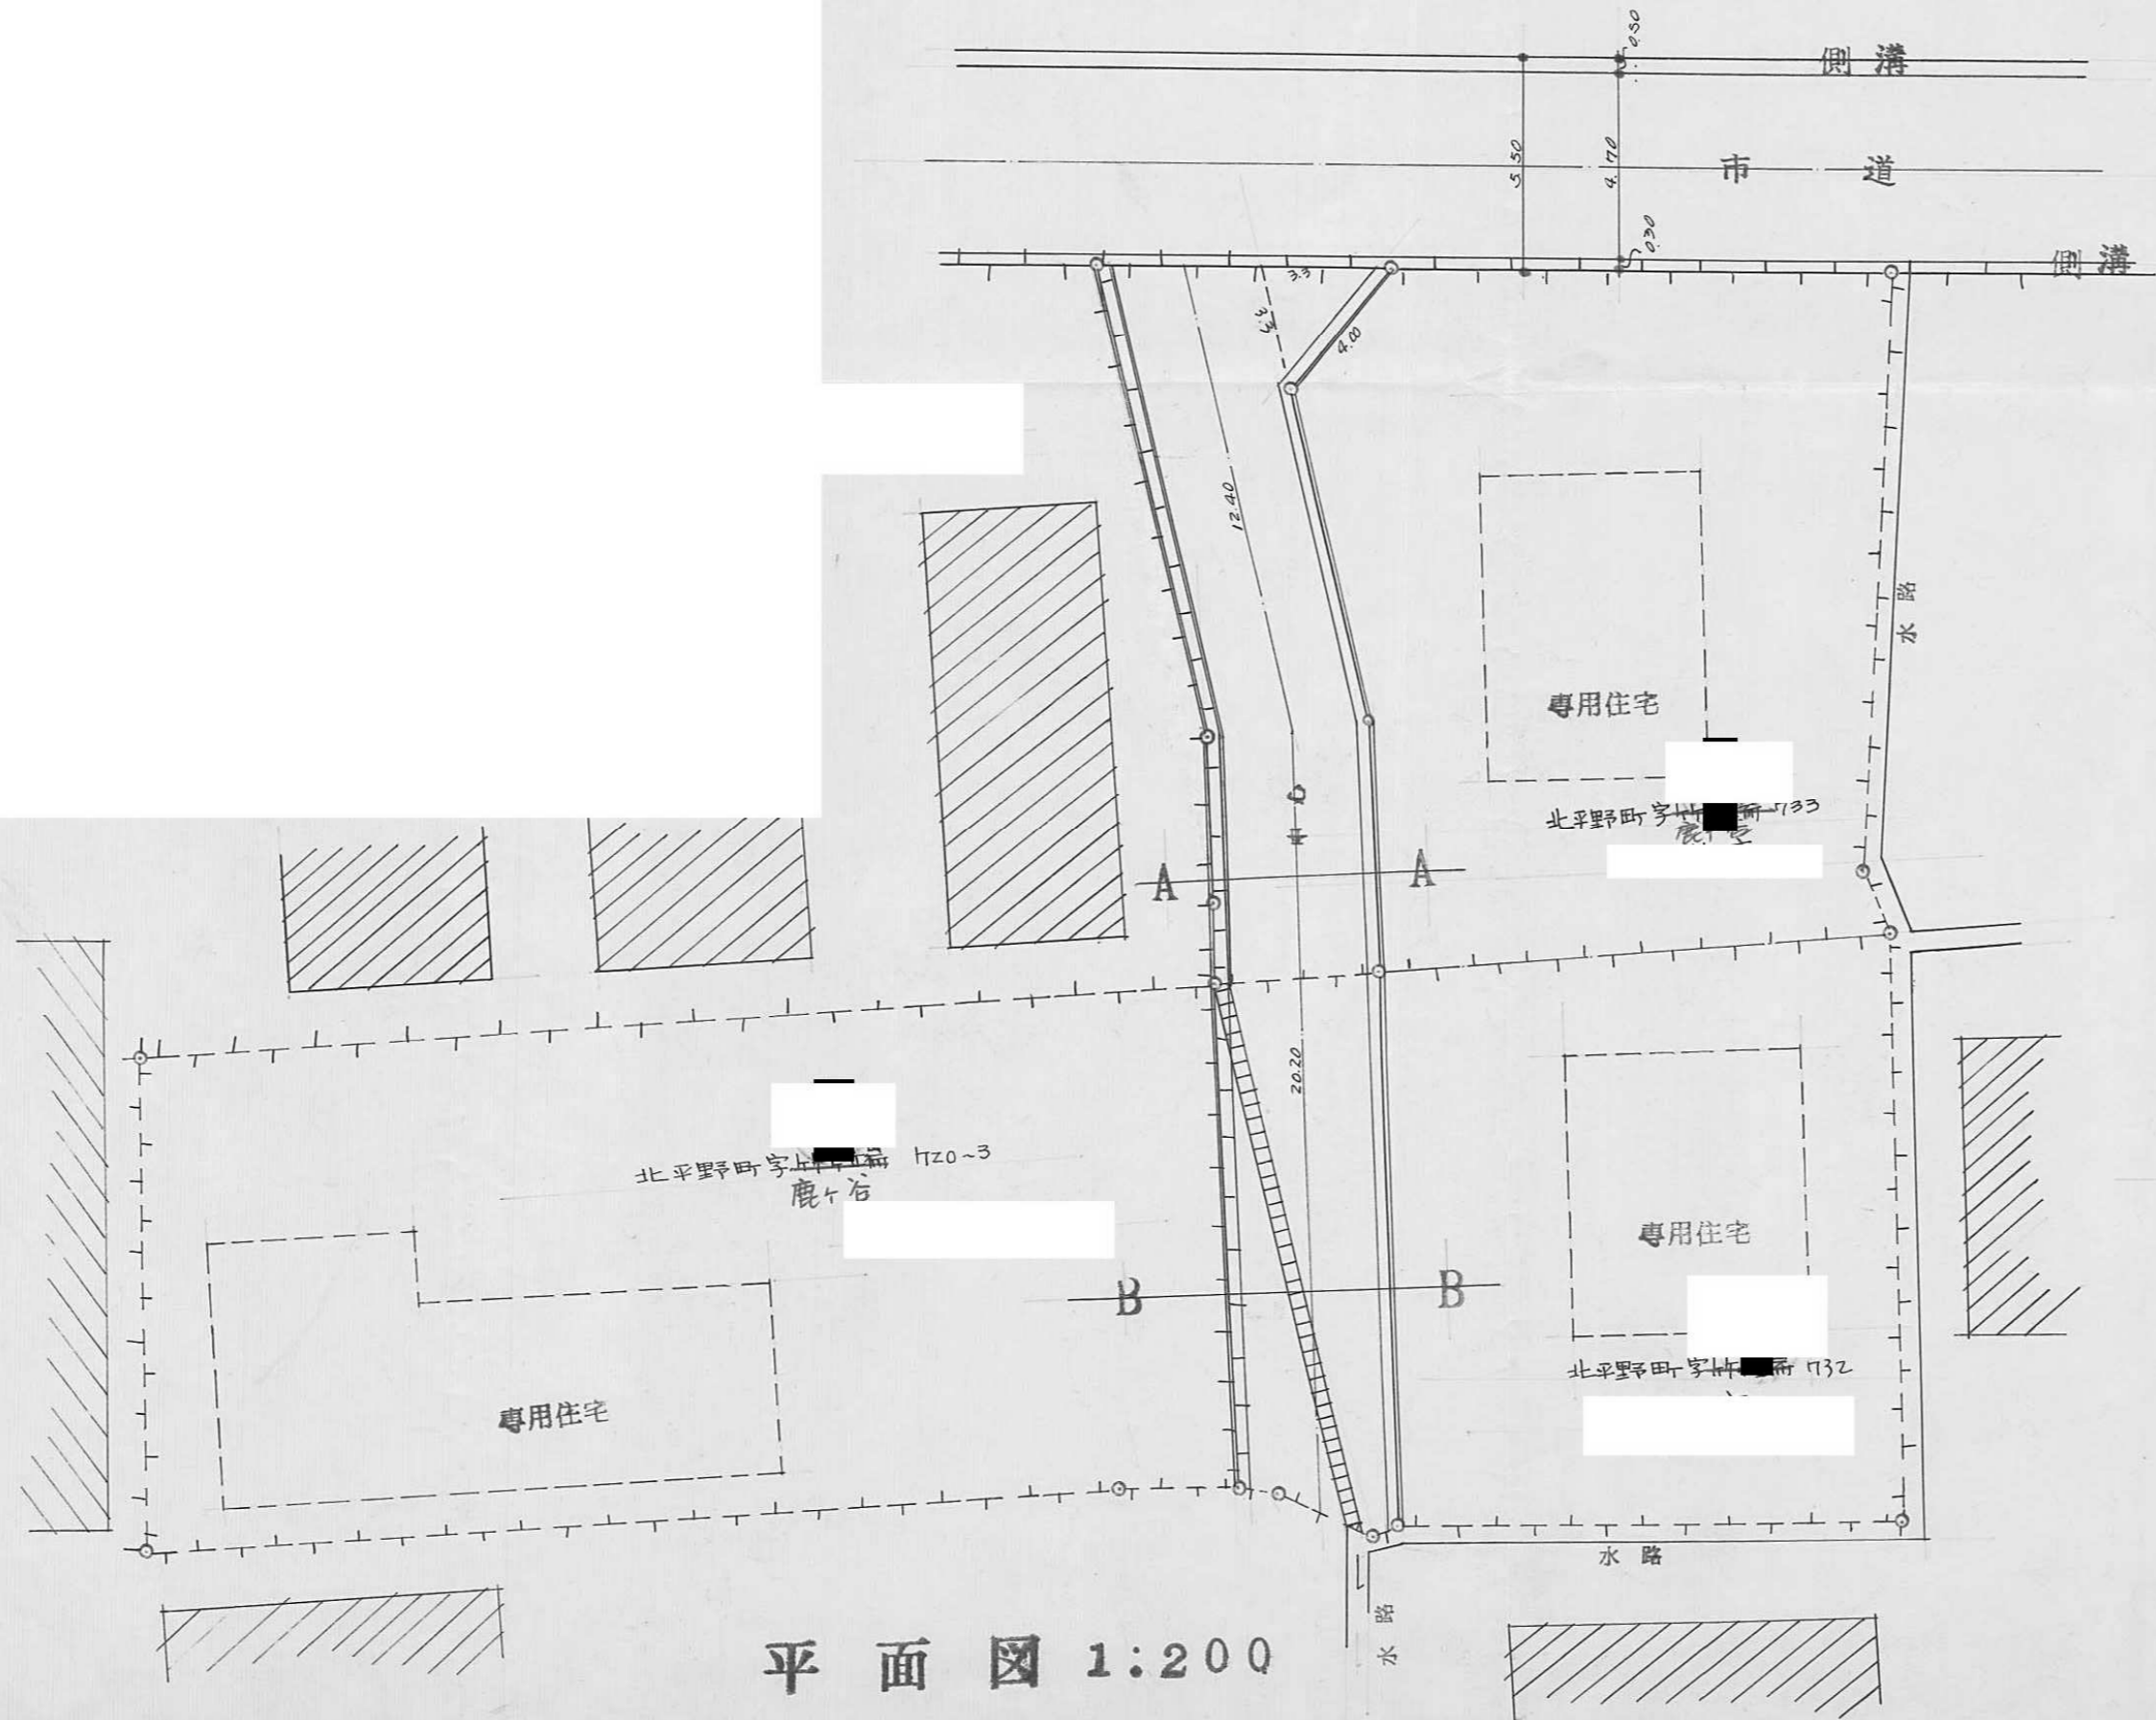 側溝
0.50
5.50
4.70
市道
0.30
側溝
3.3
3.3
4.00
12.40
水路
専用住宅
中心
北平野町字 733
A A
20.20
北平野町字 720~3
鹿ケ谷
専用住宅
B B
北平野町字 732
専用住宅
水路
水路
平面図 1:200